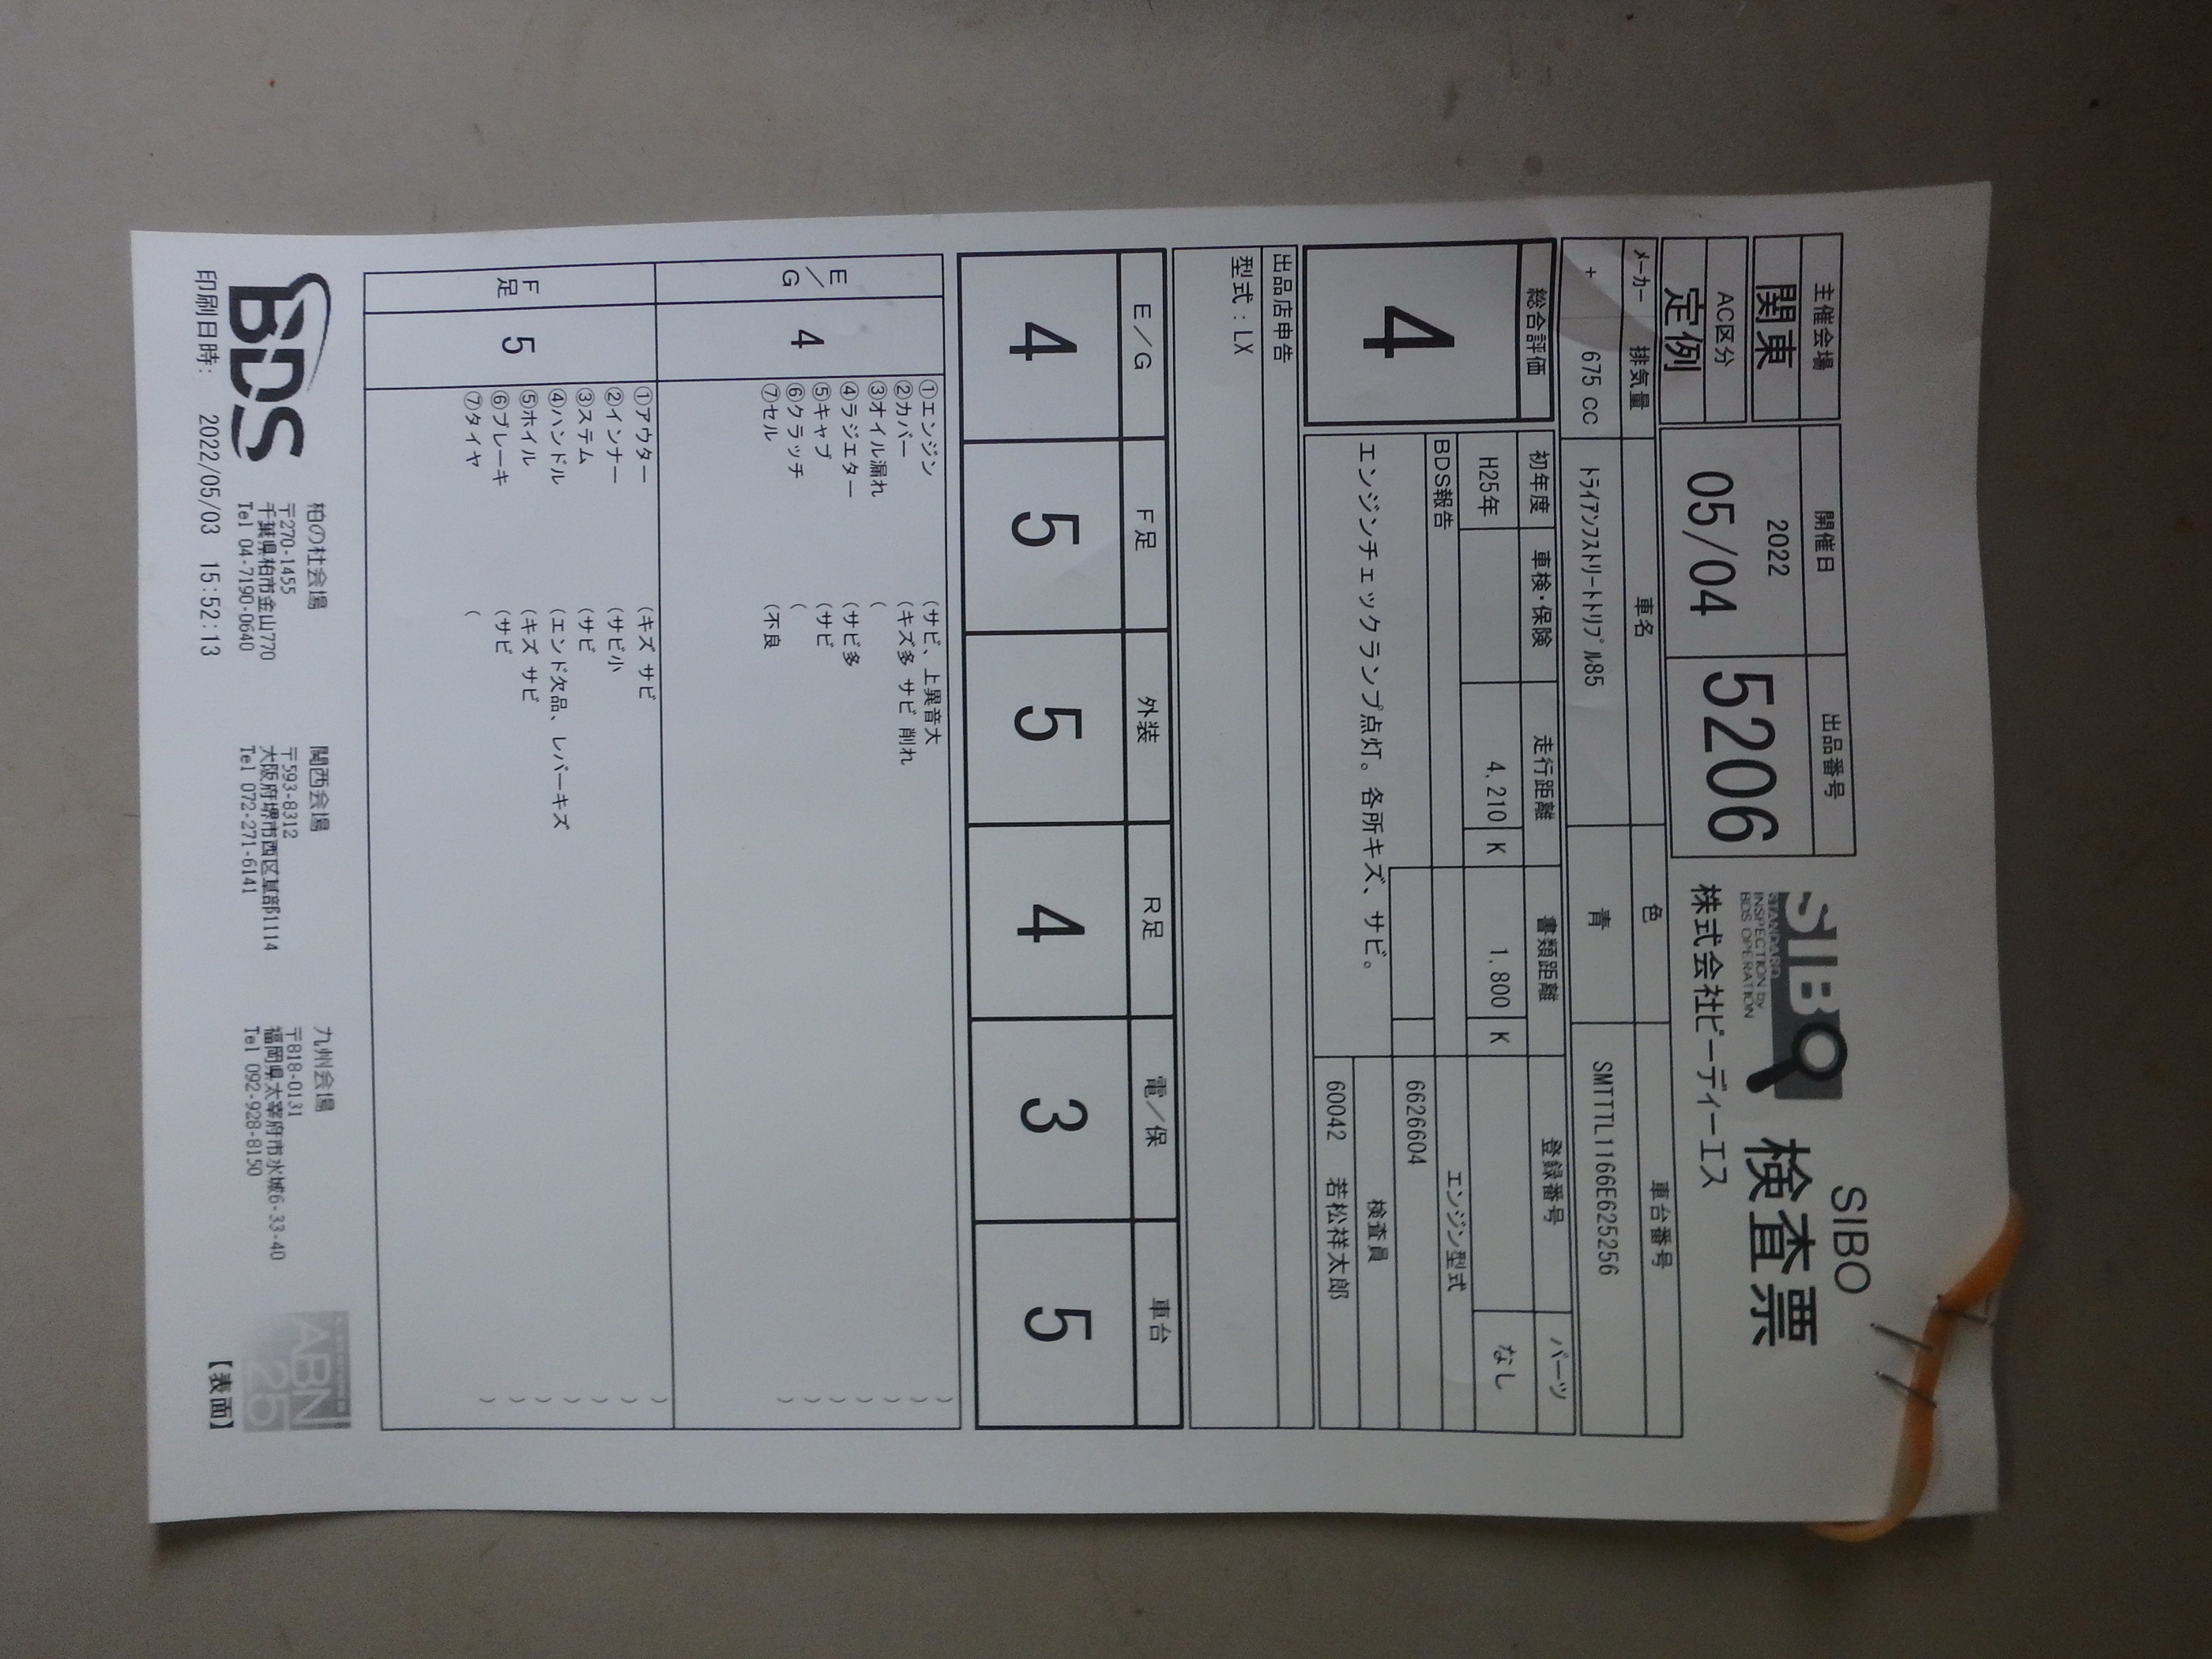 SIBO
主催会場 開催日 出品番号
関東 2022 05/04 5206
AC区分
定例
SIBO
STANDARD
INSPECTION by
BDS OPERATION
検査票
株式会社ビーディーエス
メーカー 排気量 車名 色 車台番号
+ 675 CC トライアンフストリートトリプル85 青 SMTTTL1166E625256
総合評価 初年度 車検・保険 走行距離 書類距離 登録番号 パーツ
4 H25年 4,210 K 1,800 K なし
BDS報告 エンジン型式
6626604
エンジンチェックランプ点灯。各所キズ、サビ。
検査員
60042 若松祥太郎
出品店申告
型式:LX
E/G F足 外装 R足 電/保 車台
4 5 5 4 3 5
E/G 4
①エンジン (サビ、上異音大 )
②カバー (キズ多 サビ 削れ )
③オイル漏れ ( )
④ラジエター (サビ多 )
⑤キャブ (サビ )
⑥クラッチ ( )
⑦セル (不良 )
F足 5
①アウター (キズ サビ )
②インナー (サビ小 )
③ステム (サビ )
④ハンドル (エンド欠品、レバーキズ )
⑤ホイル (キズ サビ )
⑥ブレーキ (サビ )
⑦タイヤ ( )
BDS
柏の杜会場
〒270-1455
千葉県柏市金山770
Tel 04-7190-0640
関西会場
〒593-8312
大阪府堺市西区草部1114
Tel 072-271-6141
九州会場
〒818-0131
福岡県太宰府市水城6-33-40
Tel 092-928-8150
ABN
25
印刷日時: 2022/05/03 15:52:13
【表面】